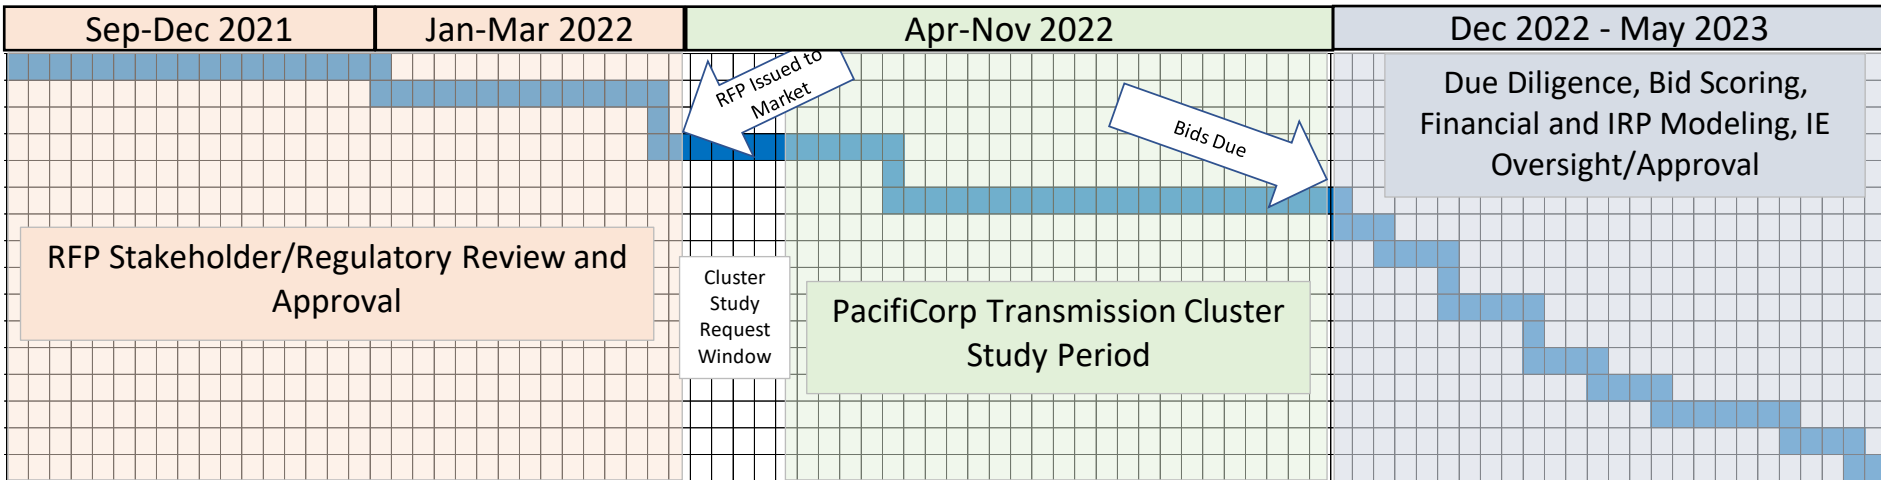 Sep-Dec 2021
Jan-Mar 2022
Apr-Nov 2022
Dec 2022 - May 2023
RFP Issued to
Market
Bids Due
Due Diligence, Bid Scoring,
Financial and IRP Modeling, IE
Oversight/Approval
RFP Stakeholder/Regulatory Review and
Approval
Cluster
Study
Request
Window
PacifiCorp Transmission Cluster
Study Period